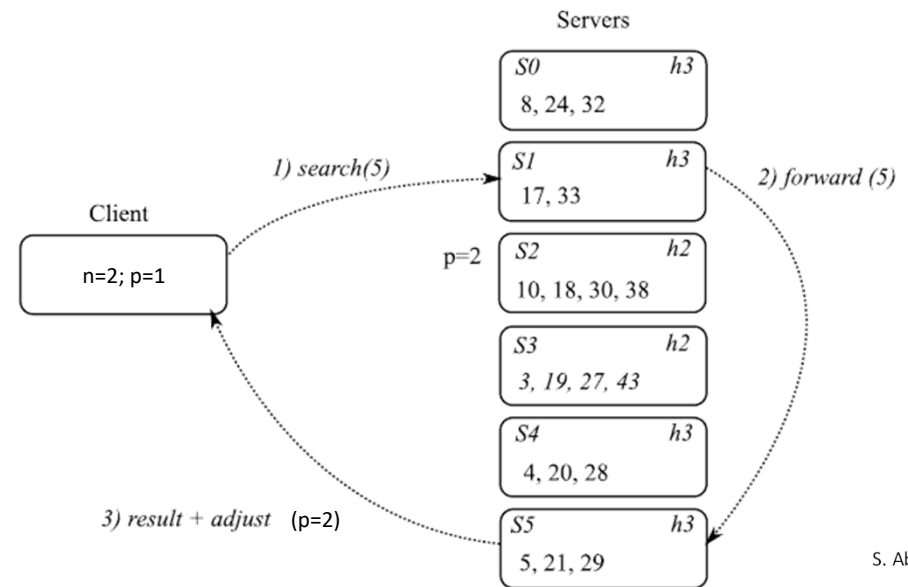 Servers
S0 h3
8, 24, 32
1) search(5)
S1 h3
17, 33
2) forward (5)
Client
n=2; p=1
p=2
S2 h2
10, 18, 30, 38
S3 h2
3, 19, 27, 43
S4 h3
4, 20, 28
3) result + adjust (p=2)
S5 h3
5, 21, 29
S. Ab